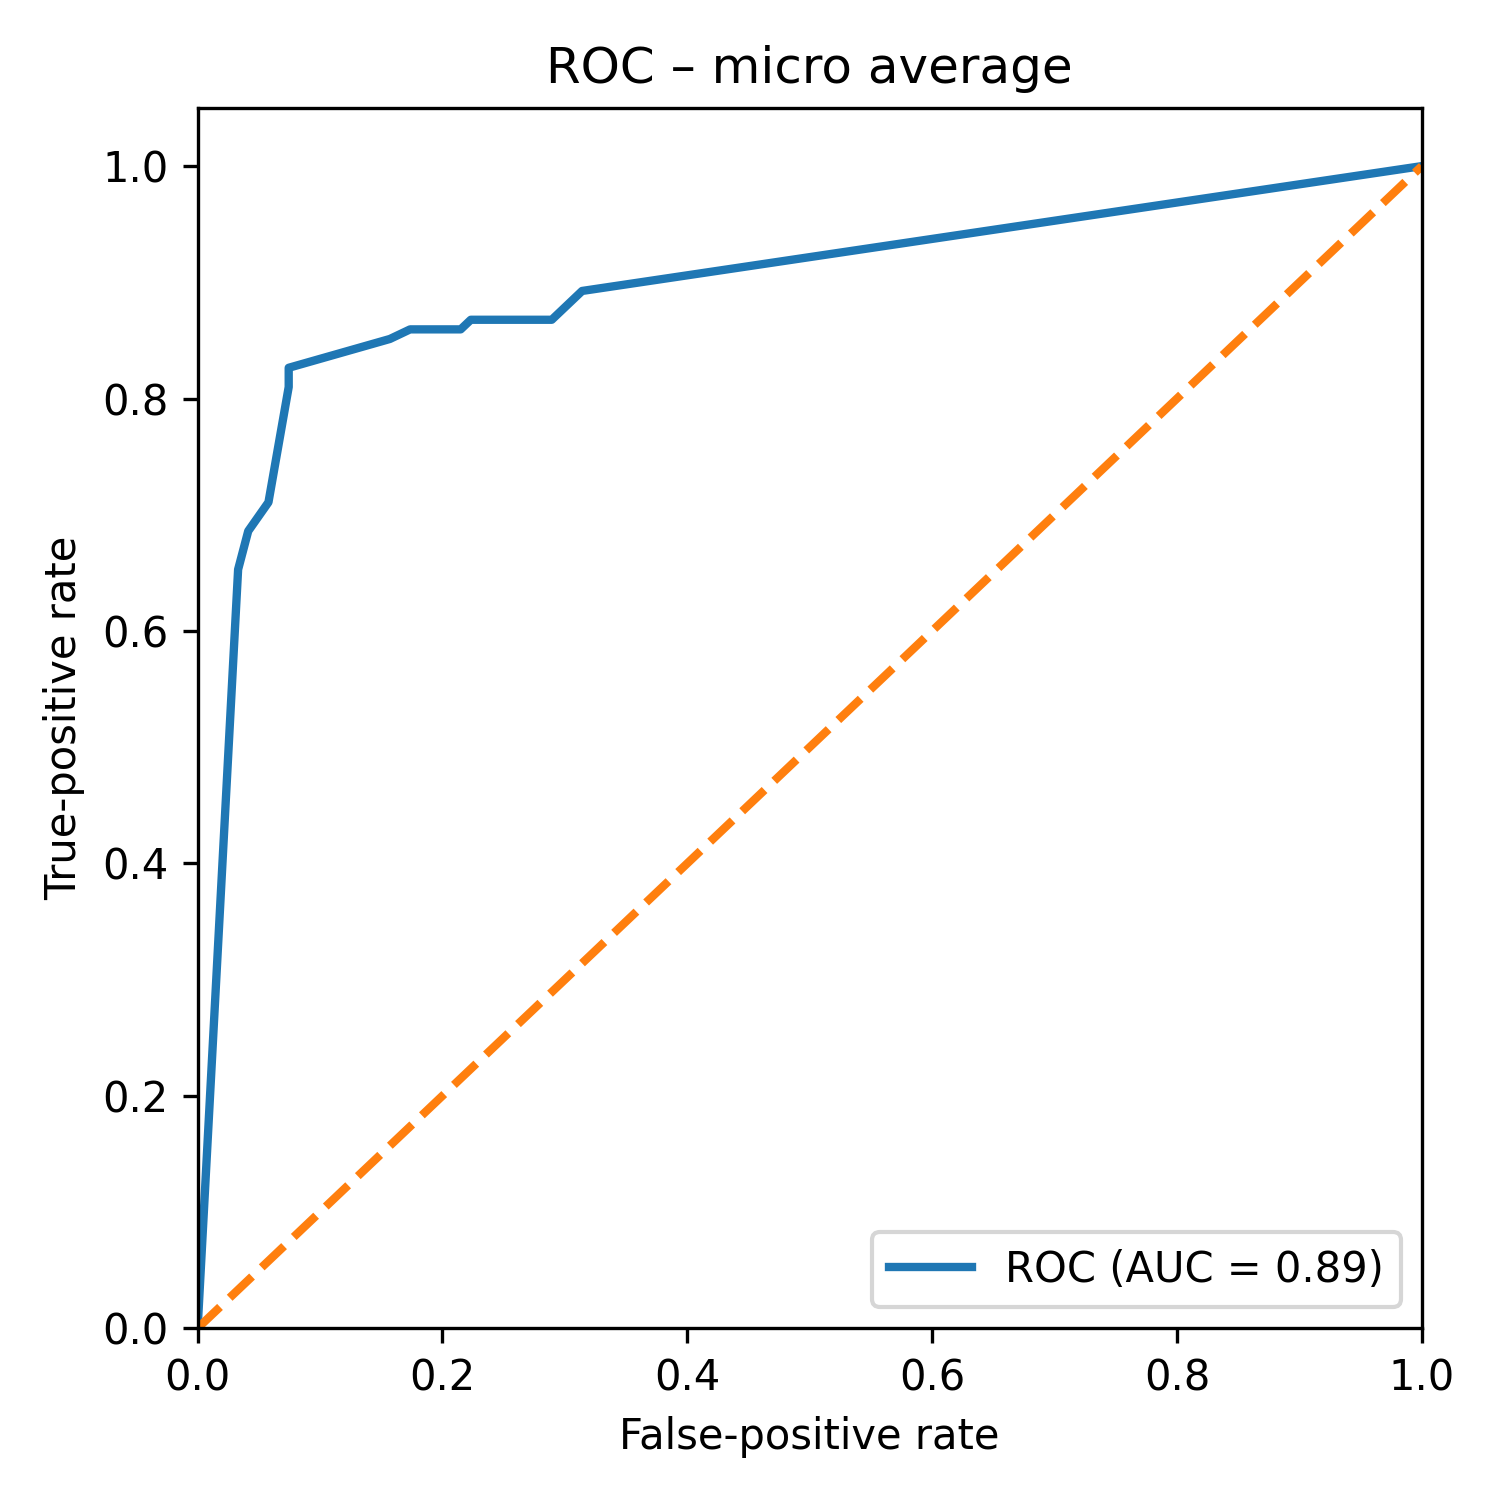 ROC – micro average
1.0
0.8
0.6
0.4
0.2
0.0
True-positive rate
ROC (AUC = 0.89)
0.0 0.2 0.4 0.6 0.8 1.0
False-positive rate